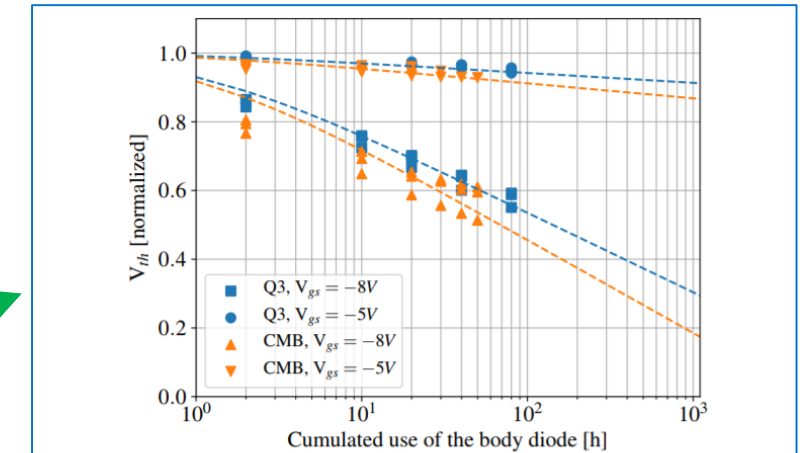 1.0
0.8
0.6
0.4
0.2
0.0
V_th [normalized]
Q3, V_gs = −8V
Q3, V_gs = −5V
CMB, V_gs = −8V
CMB, V_gs = −5V
10^0 10^1 10^2 10^3
Cumulated use of the body diode [h]